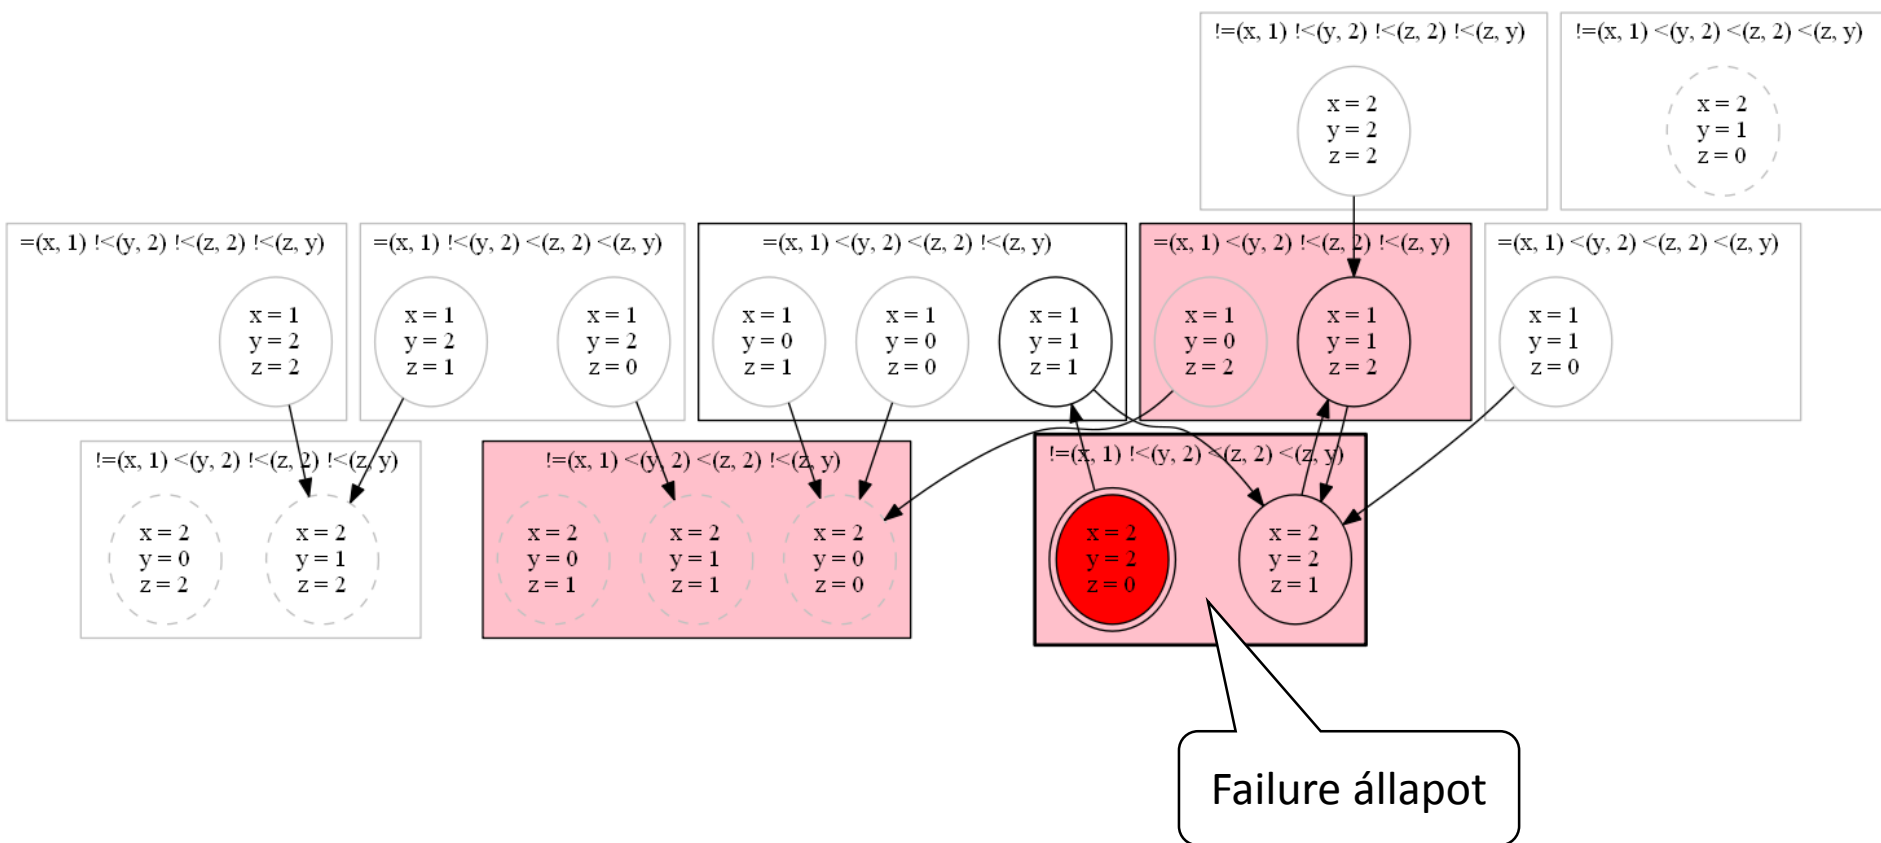 !=(x, 1) !<(y, 2) !<(z, 2) !<(z, y)
x = 2
y = 2
z = 2
!=(x, 1) <(y, 2) <(z, 2) <(z, y)
x = 2
y = 1
z = 0
=(x, 1) !<(y, 2) !<(z, 2) !<(z, y)
x = 1
y = 2
z = 2
=(x, 1) !<(y, 2) <(z, 2) <(z, y)
x = 1
y = 2
z = 1
x = 1
y = 2
z = 0
=(x, 1) <(y, 2) <(z, 2) !<(z, y)
x = 1
y = 0
z = 1
x = 1
y = 0
z = 0
x = 1
y = 1
z = 1
=(x, 1) <(y, 2) !<(z, 2) !<(z, y)
x = 1
y = 0
z = 2
x = 1
y = 1
z = 2
=(x, 1) <(y, 2) <(z, 2) <(z, y)
x = 1
y = 1
z = 0
!=(x, 1) <(y, 2) !<(z, 2) !<(z, y)
x = 2
y = 0
z = 2
x = 2
y = 1
z = 2
!=(x, 1) <(y, 2) <(z, 2) !<(z, y)
x = 2
y = 0
z = 1
x = 2
y = 1
z = 1
x = 2
y = 0
z = 0
!=(x, 1) !<(y, 2) <(z, 2) <(z, y)
x = 2
y = 2
z = 0
x = 2
y = 2
z = 1
Failure állapot